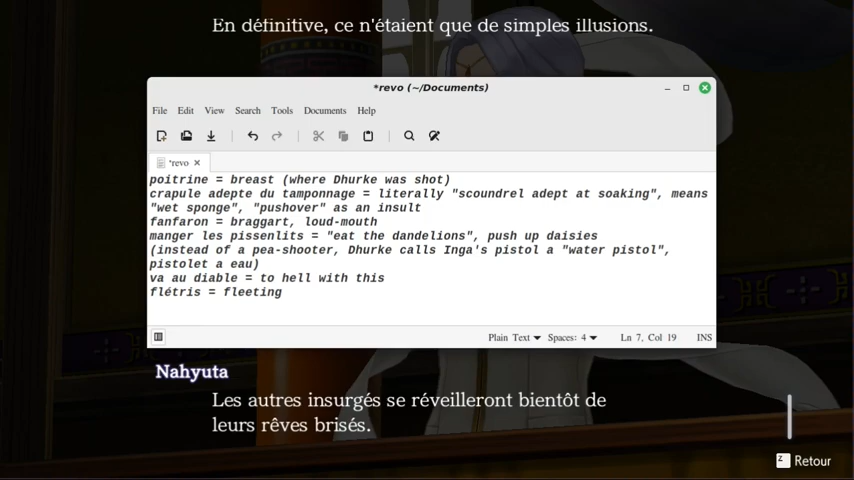 En définitive, ce n'étaient que de simples illusions.
*revo (~/Documents)
File Edit View Search Tools Documents Help
*revo
poitrine = breast (where Dhurke was shot)
crapule adepte du tamponnage = literally "scoundrel adept at soaking", means
"wet sponge", "pushover" as an insult
fanfaron = braggart, loud-mouth
manger les pissenlits = "eat the dandelions", push up daisies
(instead of a pea-shooter, Dhurke calls Inga's pistol a "water pistol",
pistolet a eau)
va au diable = to hell with this
flétris = fleeting
Plain Text Spaces: 4 Ln 7, Col 19 INS
Nahyuta
Les autres insurgés se réveilleront bientôt de
leurs rêves brisés.
Z Retour